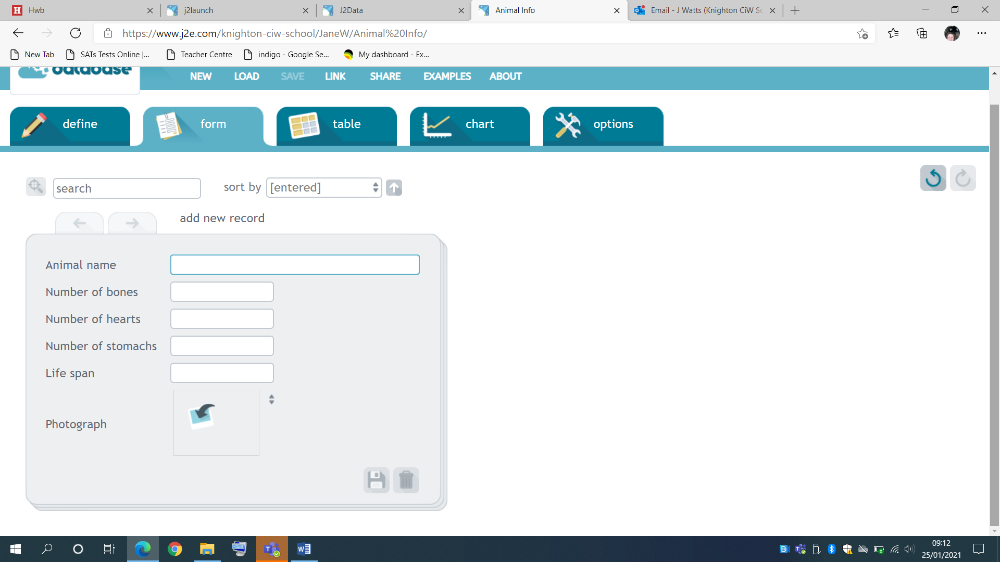 Hwb
j2launch
J2Data
Animal Info
Email - J Watts (Knighton CiW Sc
https://www.j2e.com/knighton-ciw-school/JaneW/Animal%20Info/
New Tab
SATs Tests Online |...
Teacher Centre
indigo - Google Se...
My dashboard - Ex...
database
NEW
LOAD
SAVE
LINK
SHARE
EXAMPLES
ABOUT
define
form
table
chart
options
search
sort by
[entered]
add new record
Animal name
Number of bones
Number of hearts
Number of stomachs
Life span
Photograph
09:12
25/01/2021